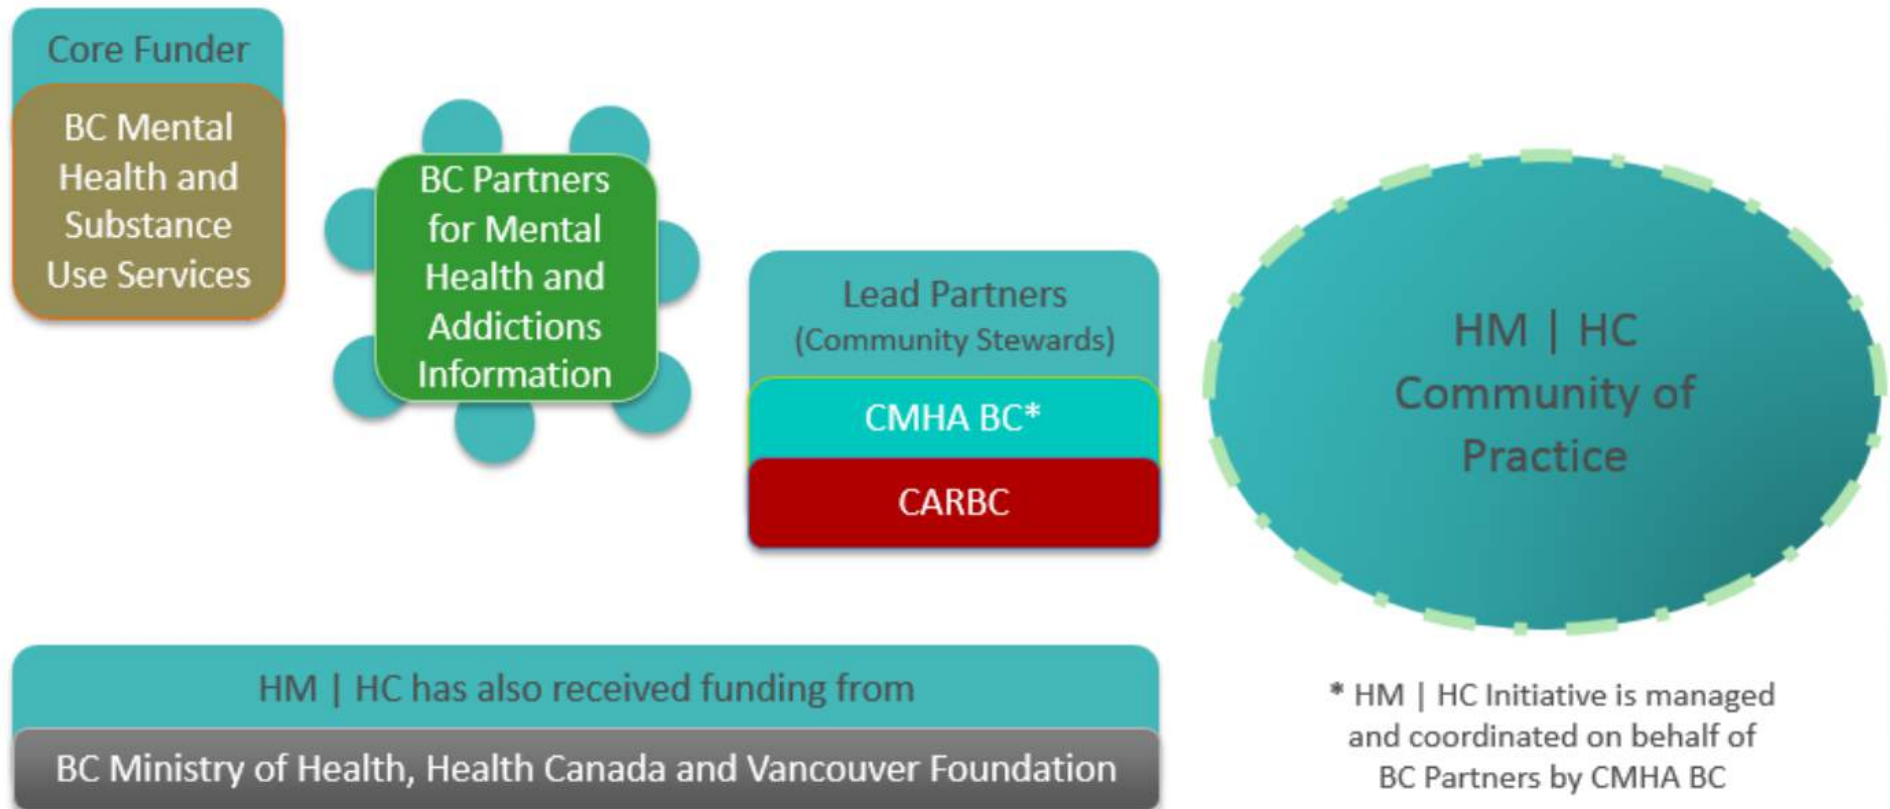 Core Funder
BC Mental
Health and
Substance
Use Services
BC Partners
for Mental
Health and
Addictions
Information
Lead Partners
(Community Stewards)
CMHA BC*
CARBC
HM | HC
Community of
Practice
HM | HC has also received funding from
BC Ministry of Health, Health Canada and Vancouver Foundation
* HM | HC Initiative is managed
and coordinated on behalf of
BC Partners by CMHA BC